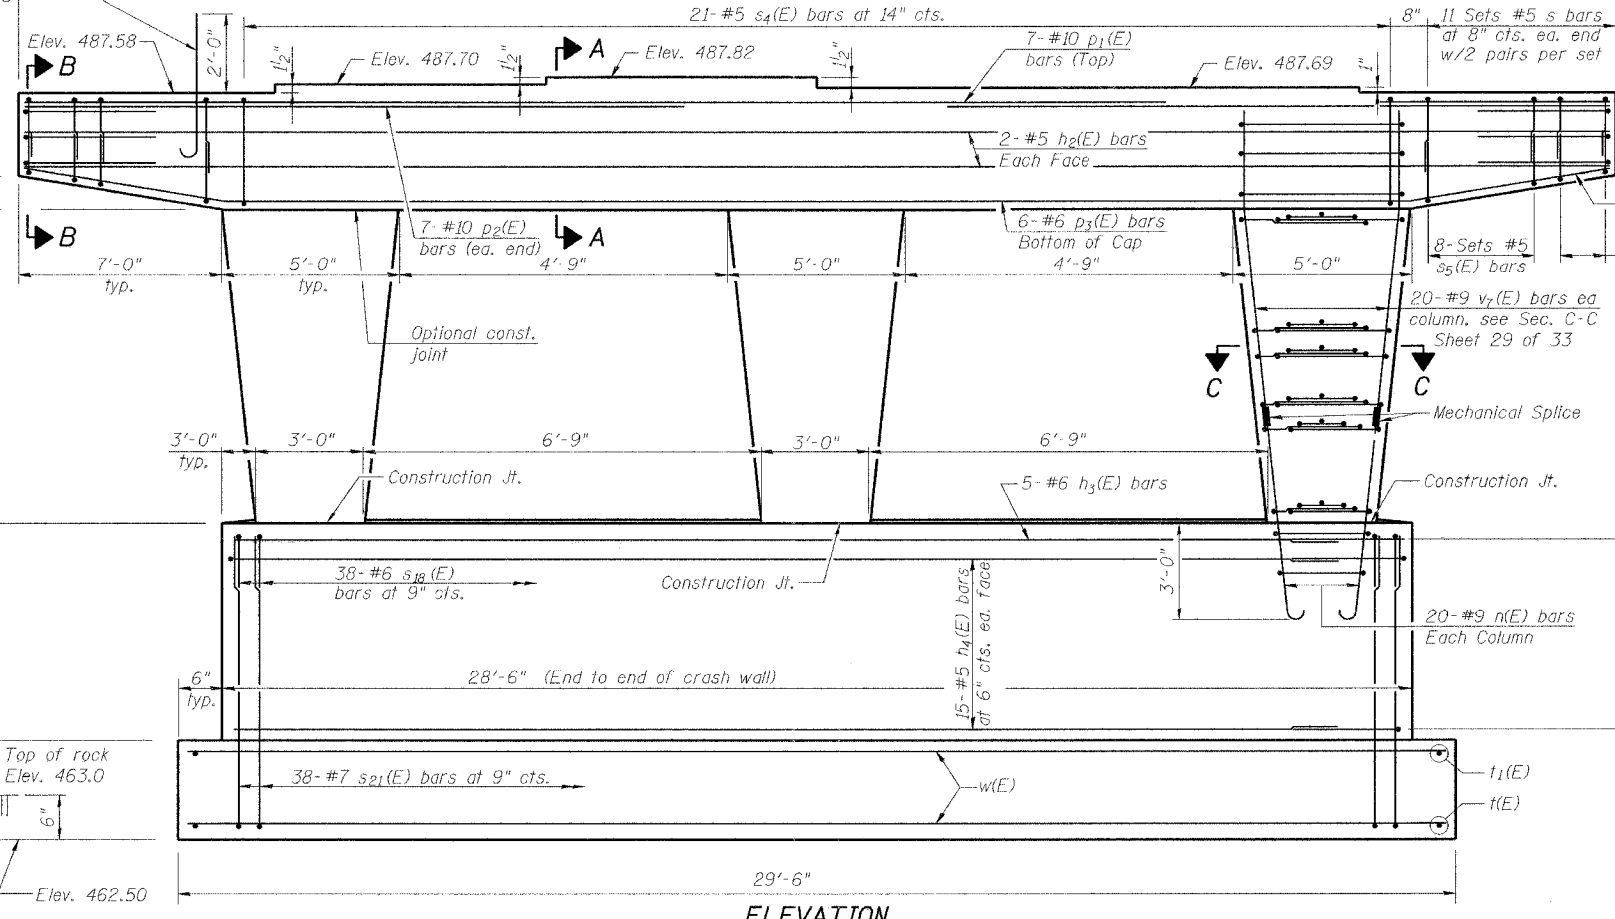 21-#5 s4(E) bars at 14" cts.
8"
11 Sets #5 s bars
at 8" cts. ea. end
w/2 pairs per set
2'-0"
Elev. 487.58
B
1½"
Elev. 487.70
1½"
A
Elev. 487.82
1½"
7-#10 p1(E)
bars (Top)
Elev. 487.69
1"
2-#5 h2(E) bars
Each Face
B
7-#10 p2(E)
bars (ea. end)
A
6-#6 p3(E) bars
Bottom of Cap
8-Sets #5
s5(E) bars
7'-0"
typ.
5'-0"
typ.
4'-9"
5'-0"
4'-9"
5'-0"
20-#9 v7(E) bars ea
column, see Sec. C-C
Sheet 29 of 33
Optional const.
joint
C
C
Mechanical Splice
3'-0"
typ.
3'-0"
6'-9"
3'-0"
6'-9"
Construction Jt.
5-#6 h3(E) bars
Construction Jt.
38-#6 s18(E)
bars at 9" cts.
Construction Jt.
15-#5 h4(E) bars
at 6" cts. ea. face
3'-0"
20-#9 n(E) bars
Each Column
6"
typ.
28'-6" (End to end of crash wall)
Top of rock
Elev. 463.0
6"
38-#7 s21(E) bars at 9" cts.
w(E)
t1(E)
t(E)
Elev. 462.50
29'-6"
ELEVATION